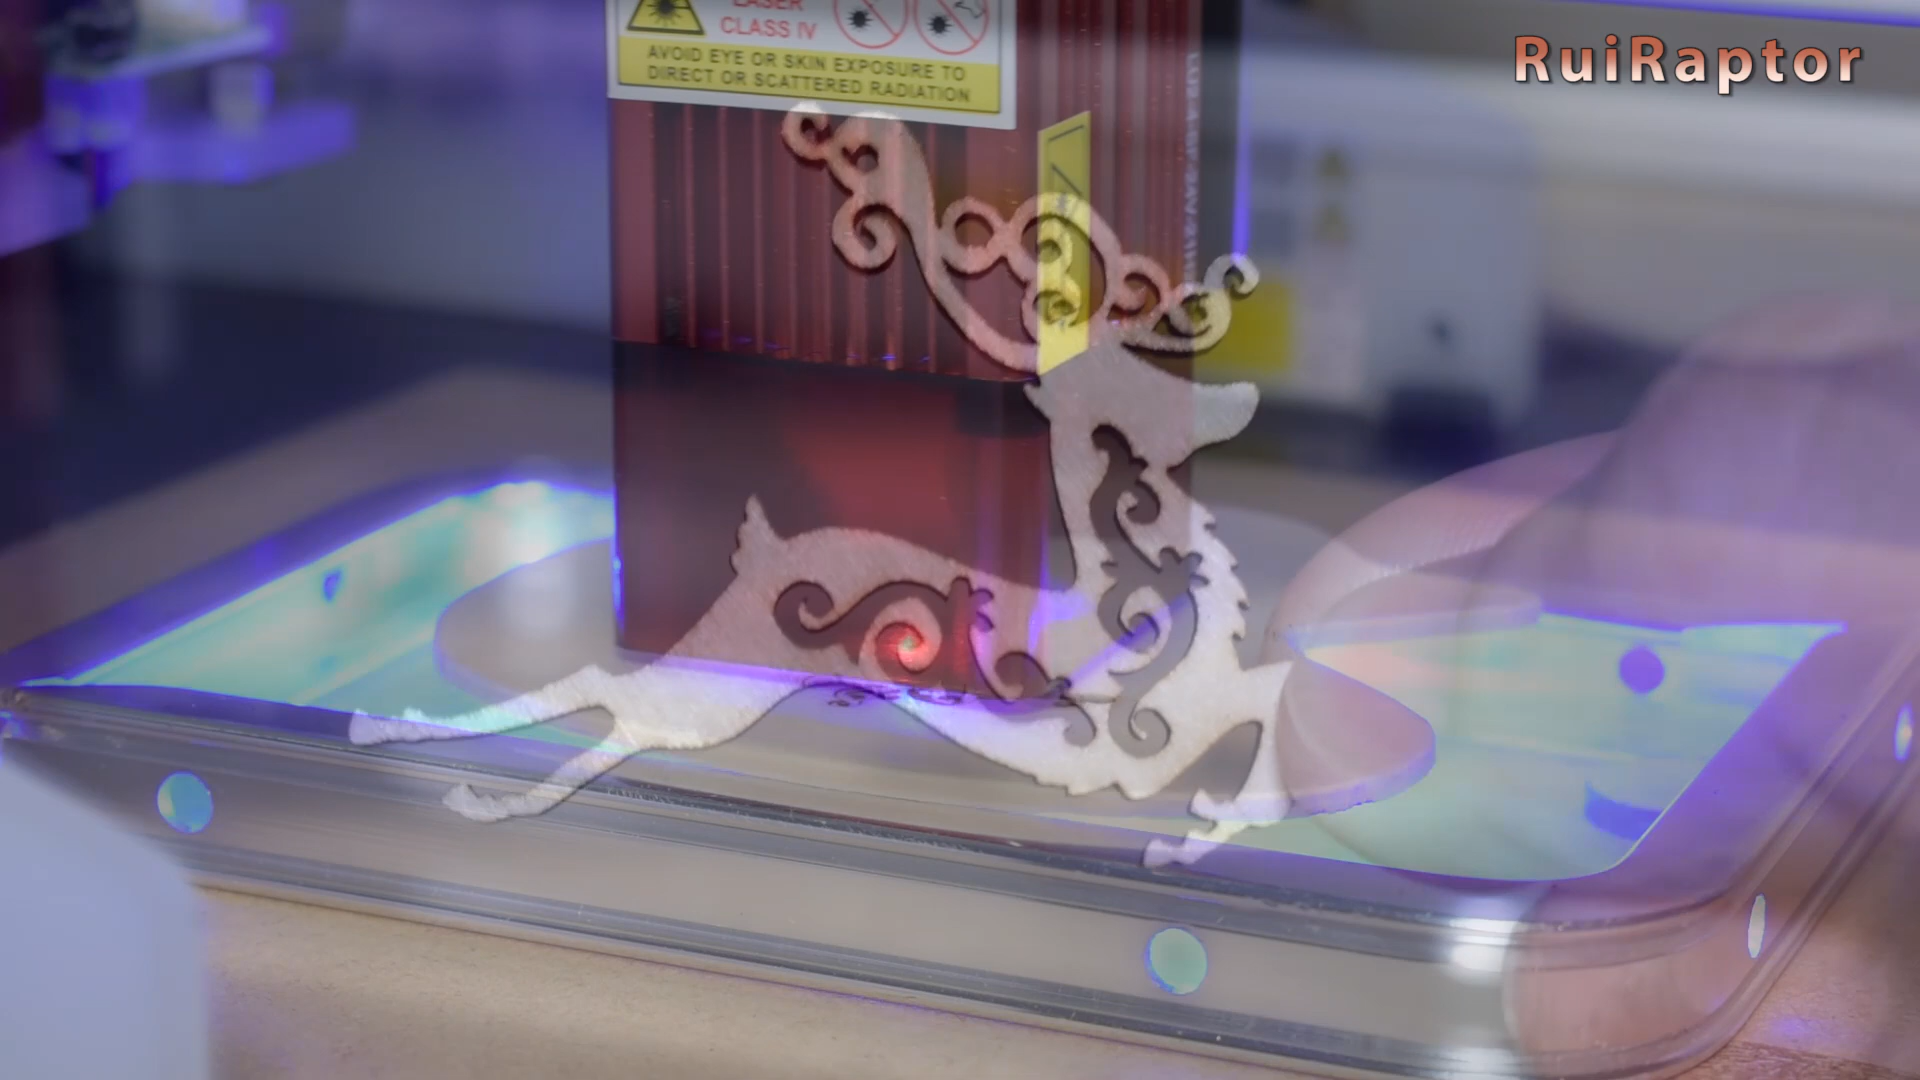 RuiRaptor
LASER
CLASS IV
AVOID EYE OR SKIN EXPOSURE TO
DIRECT OR SCATTERED RADIATION